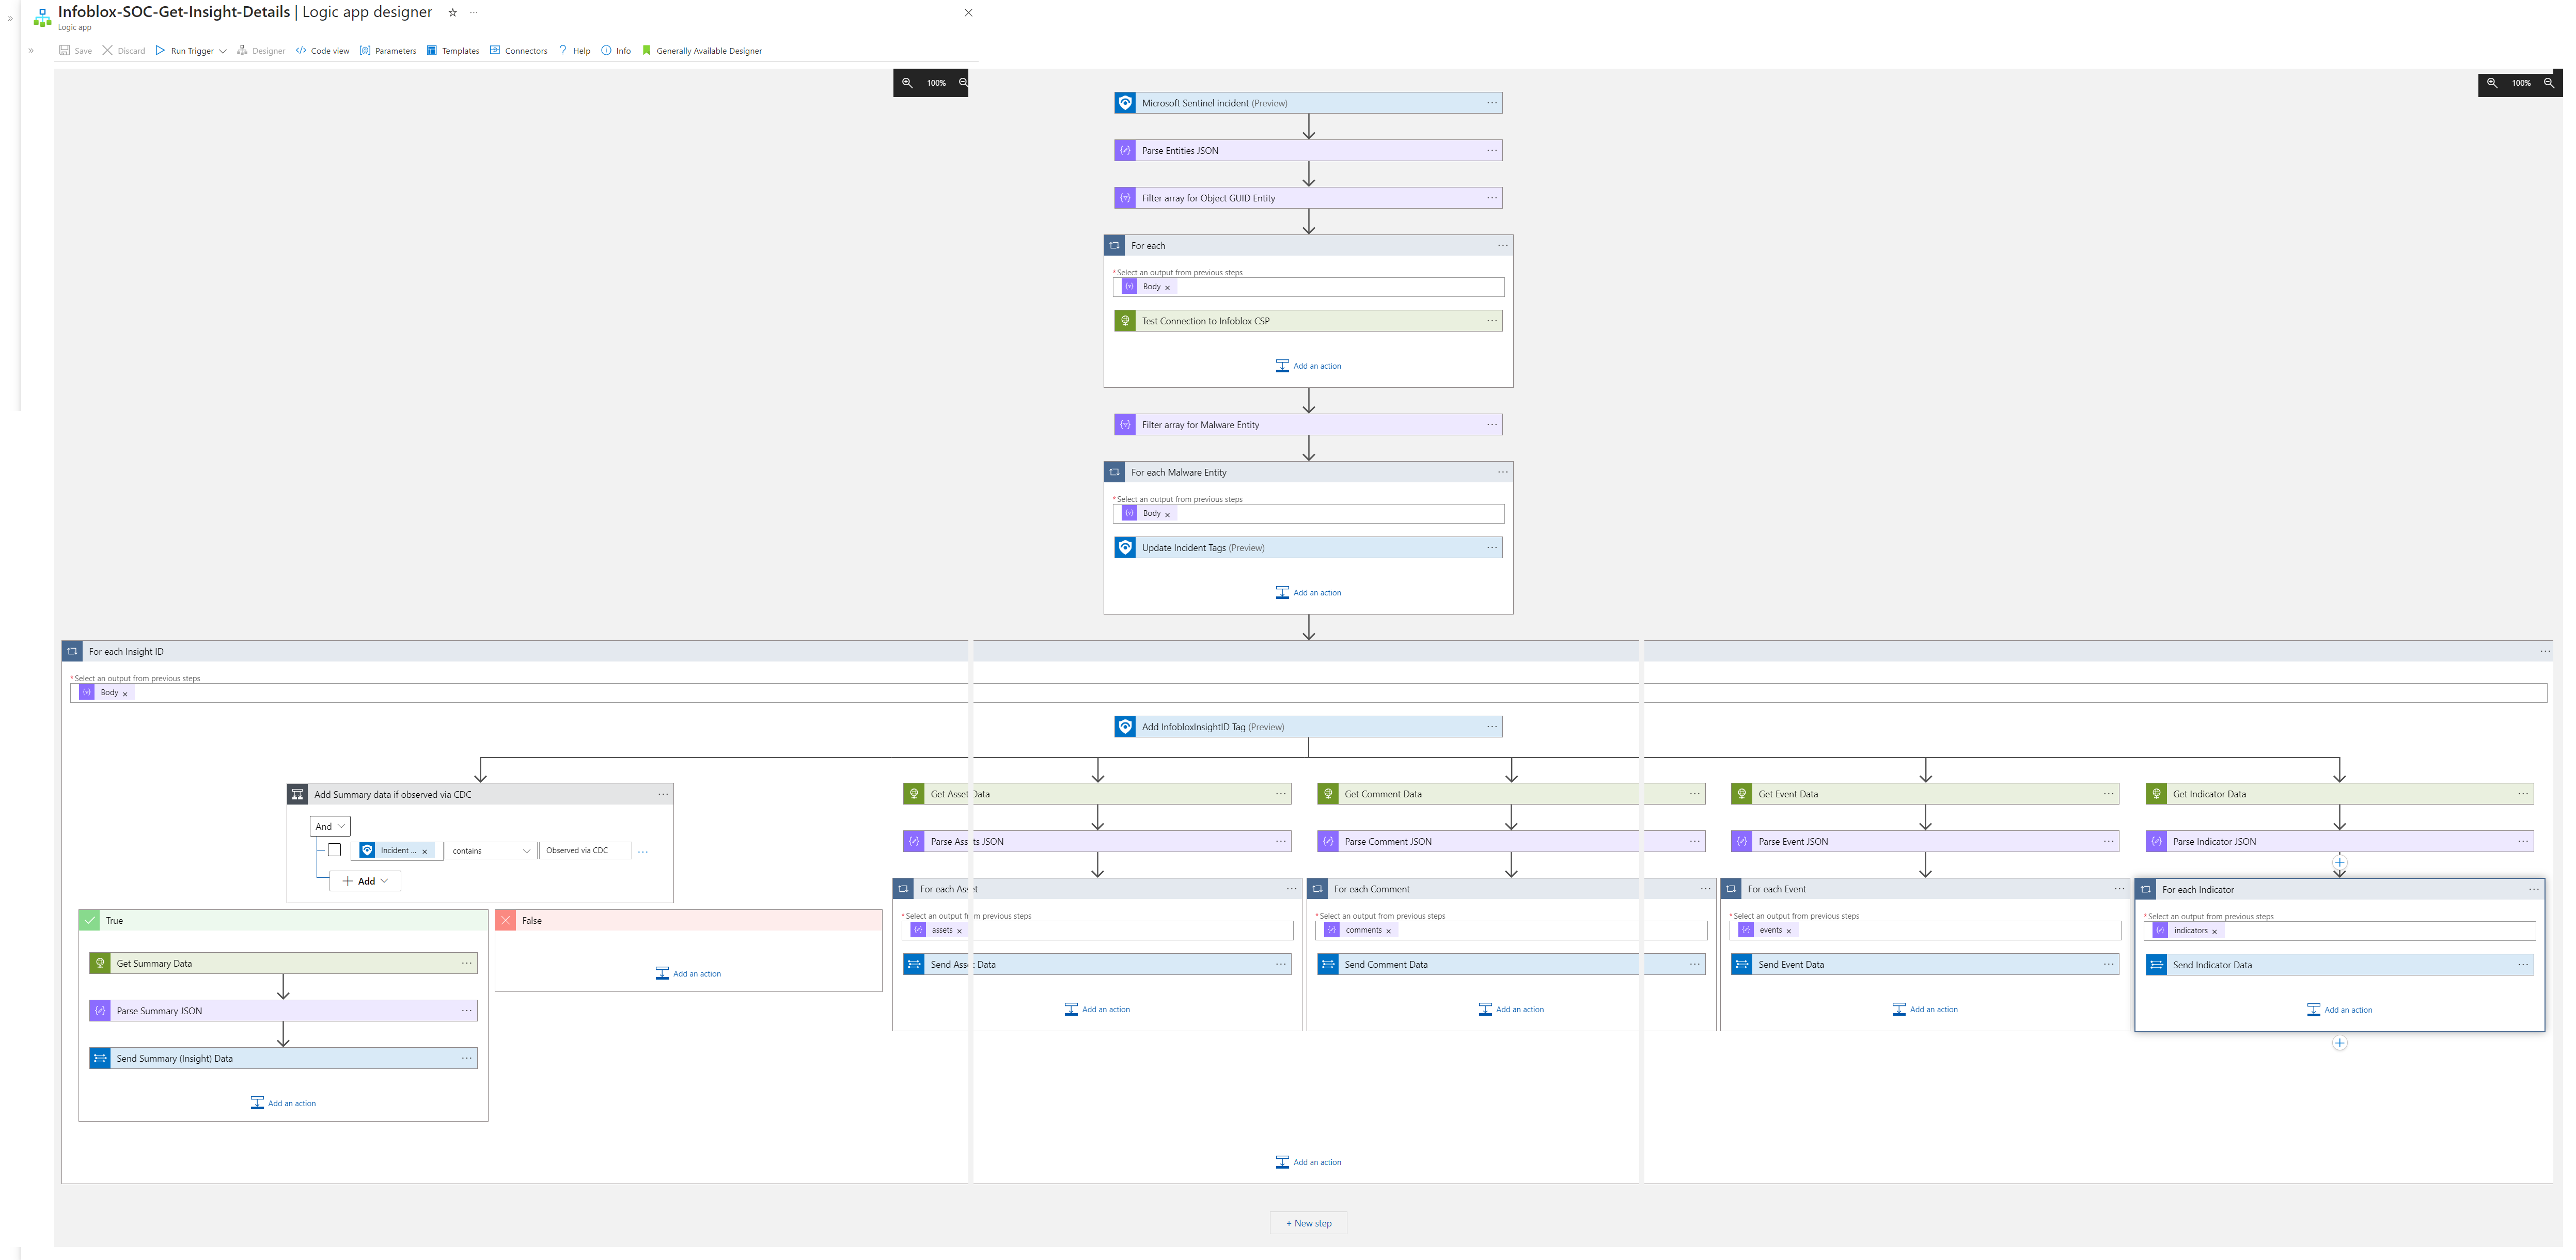 Infoblox-SOC-Get-Insight-Details | Logic app designer
Logic app
Save Discard Run Trigger Designer Code view Parameters Templates Connectors Help Info Generally Available Designer
100%
100%
Microsoft Sentinel incident (Preview)
Parse Entities JSON
Filter array for Object GUID Entity
For each
*Select an output from previous steps
Body
Test Connection to Infoblox CSP
Add an action
Filter array for Malware Entity
For each Malware Entity
*Select an output from previous steps
Body
Update Incident Tags (Preview)
Add an action
For each Insight ID
*Select an output from previous steps
Body
Add InfobloxInsightID Tag (Preview)
Add Summary data if observed via CDC
And
Incident ... contains Observed via CDC
Add
True
Get Summary Data
Parse Summary JSON
Send Summary (Insight) Data
Add an action
False
Add an action
Get Asset Data
Parse Assets JSON
For each Asset
*Select an output from previous steps
assets
Send Asset Data
Add an action
Get Comment Data
Parse Comment JSON
For each Comment
*Select an output from previous steps
comments
Send Comment Data
Add an action
Get Event Data
Parse Event JSON
For each Event
*Select an output from previous steps
events
Send Event Data
Add an action
Get Indicator Data
Parse Indicator JSON
For each Indicator
*Select an output from previous steps
indicators
Send Indicator Data
Add an action
Add an action
+ New step